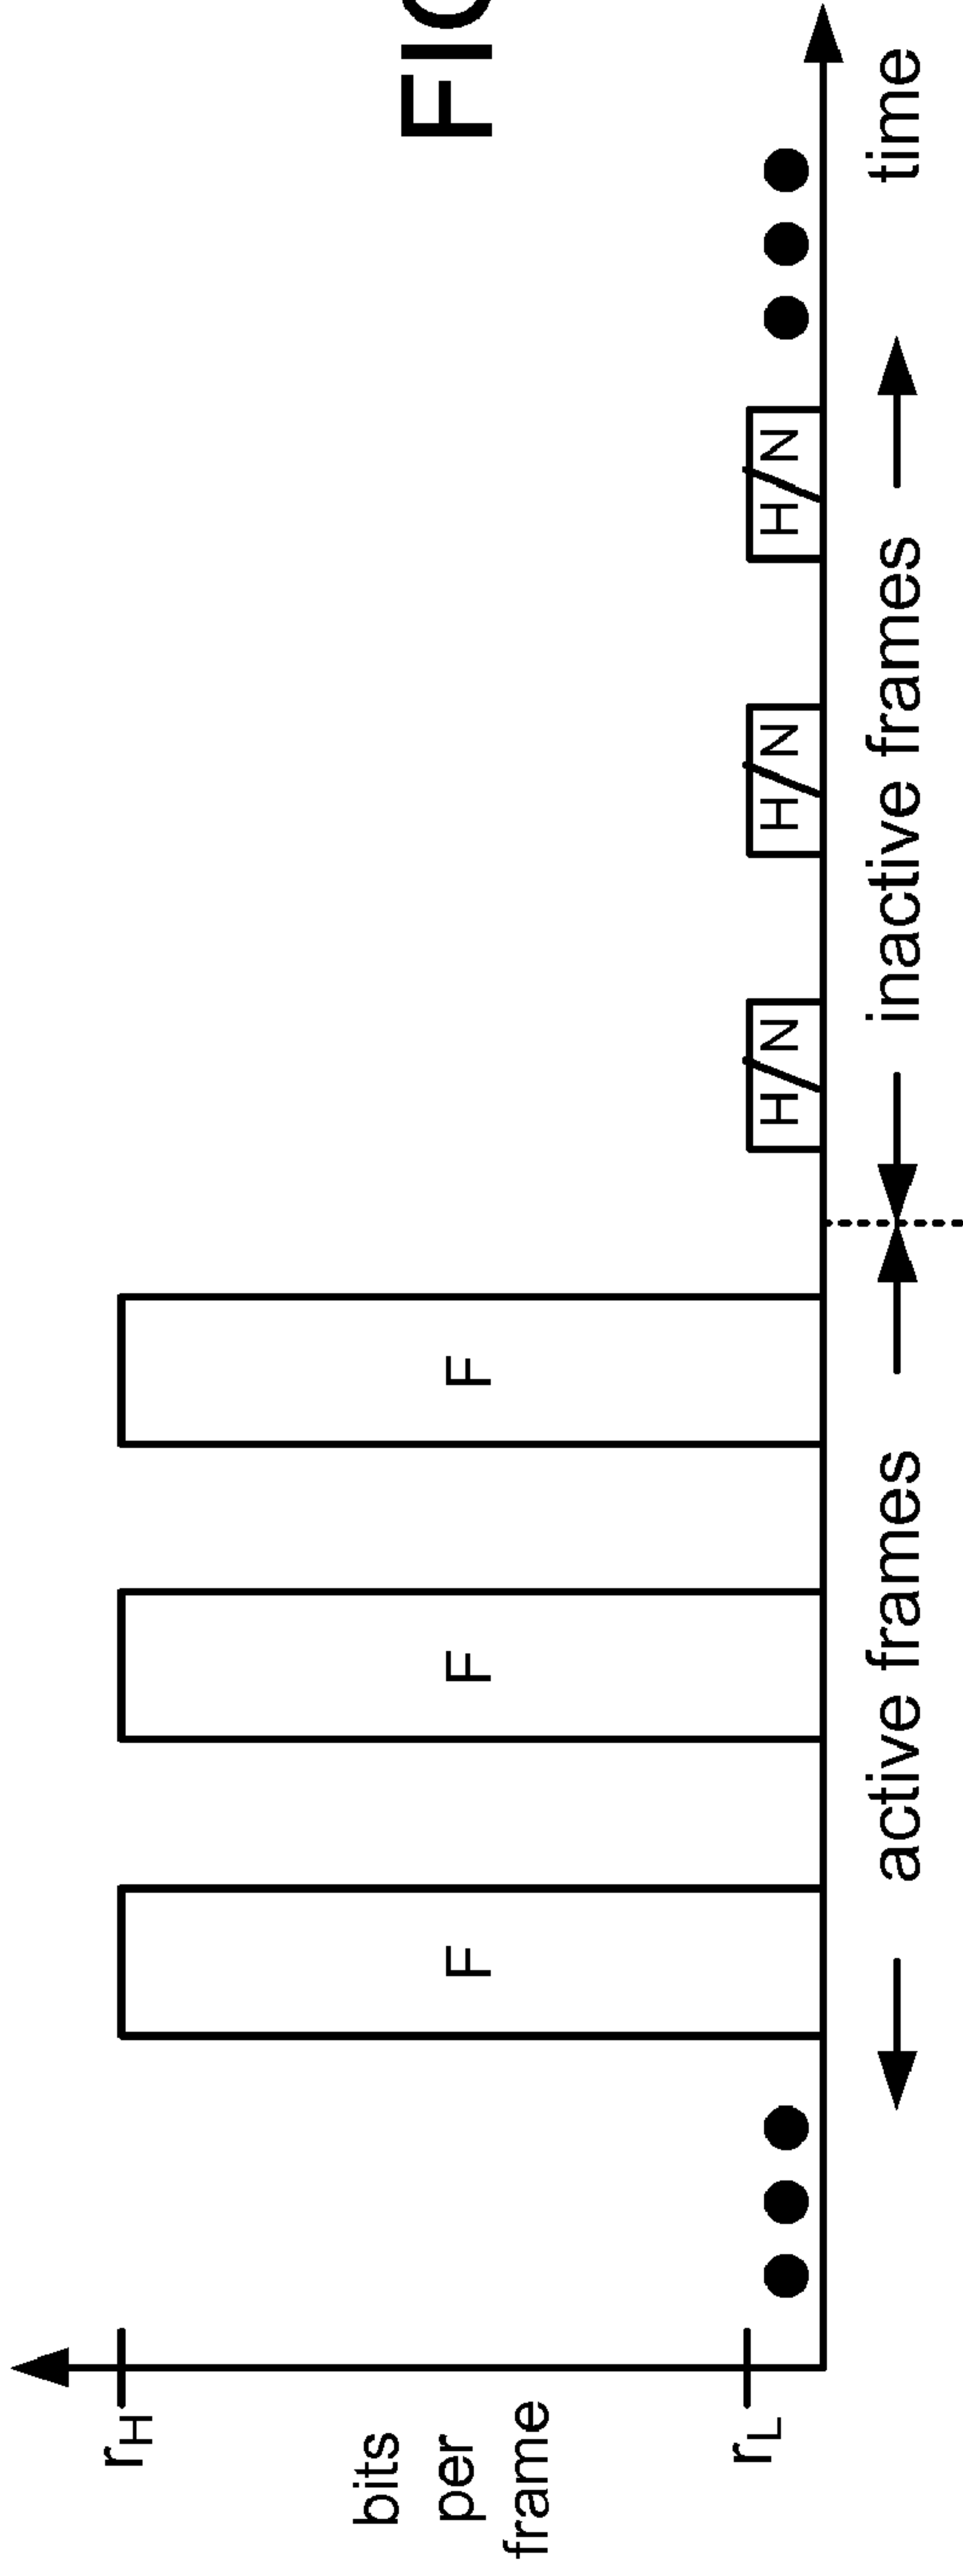 FIG
r_H
bits
per
frame
r_L
F
F
F
H/N
H/N
H/N
time
active frames
inactive frames